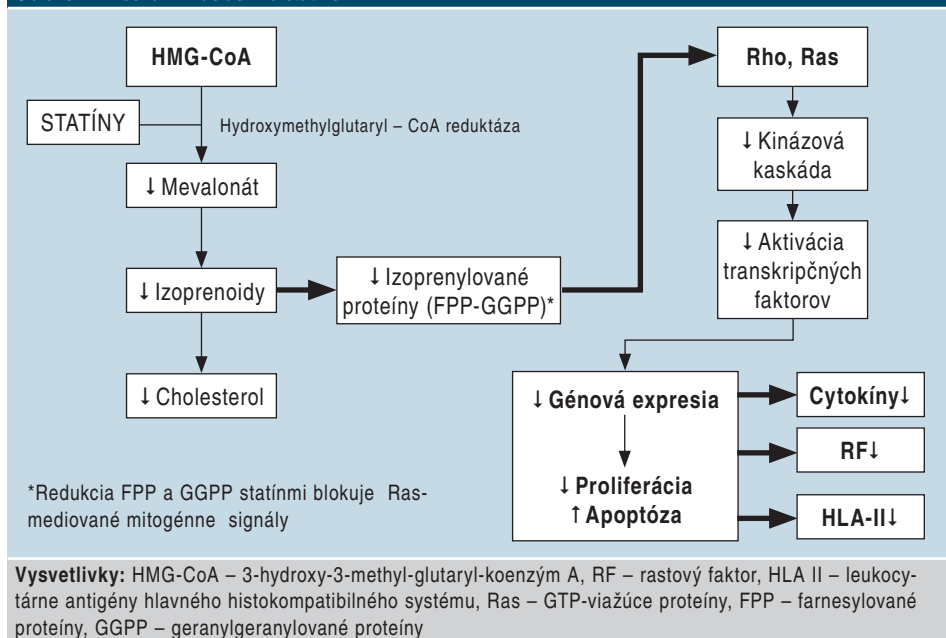 HMG-CoA
Rho, Ras
STATÍNY
Hydroxymethylglutaryl – CoA reduktáza
↓ Kinázová
kaskáda
↓ Mevalonát
↓ Aktivácia
transkripčných
faktorov
↓ Izoprenoidy
↓ Izoprenylované
proteíny (FPP-GGPP)*
↓ Cholesterol
↓ Génová expresia
↓ Proliferácia
↑ Apoptóza
Cytokíny↓
RF↓
HLA-II↓
*Redukcia FPP a GGPP statínmi blokuje Ras-
mediované mitogénne signály
Vysvetlivky: HMG-CoA – 3-hydroxy-3-methyl-glutaryl-koenzým A, RF – rastový faktor, HLA II – leukocy-
tárne antigény hlavného histokompatibilného systému, Ras – GTP-viažúce proteíny, FPP – farnesylované
proteíny, GGPP – geranylgeranylované proteíny